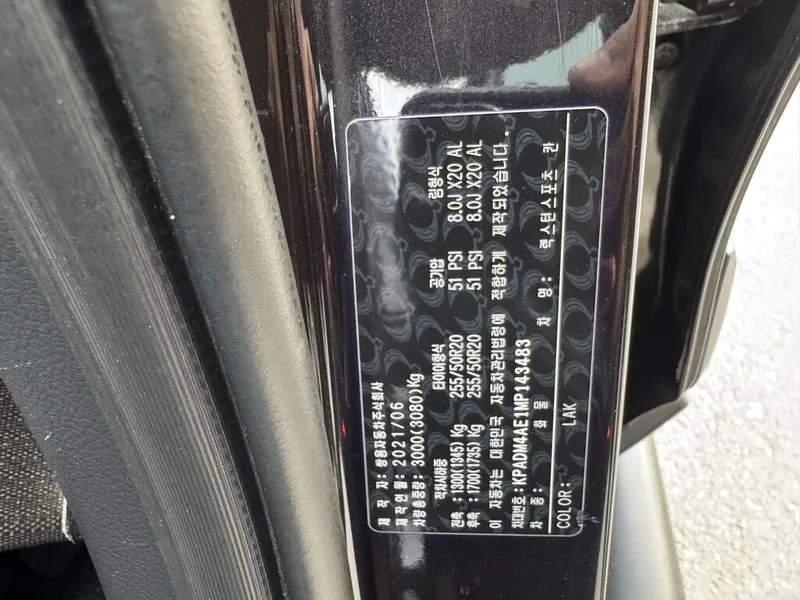 제 작 자: 쌍용자동차주식회사
제작연월: 2021/06
차량총중량: 3000(3080)Kg
적차시하중 타이어형식 공기압 림형식
전축: 1300(1345) Kg 255/50R20 51 PSI 8.0J X20 AL
후축: 1700(1735) Kg 255/50R20 51 PSI 8.0J X20 AL
이 자동차는 대한민국 자동차관리법령에 적합하게 제작되었습니다.
차대번호: KPADM4AE1MP143483
차 종: 화 물 차 명: 렉스턴스포츠 칸
COLOR: LAK